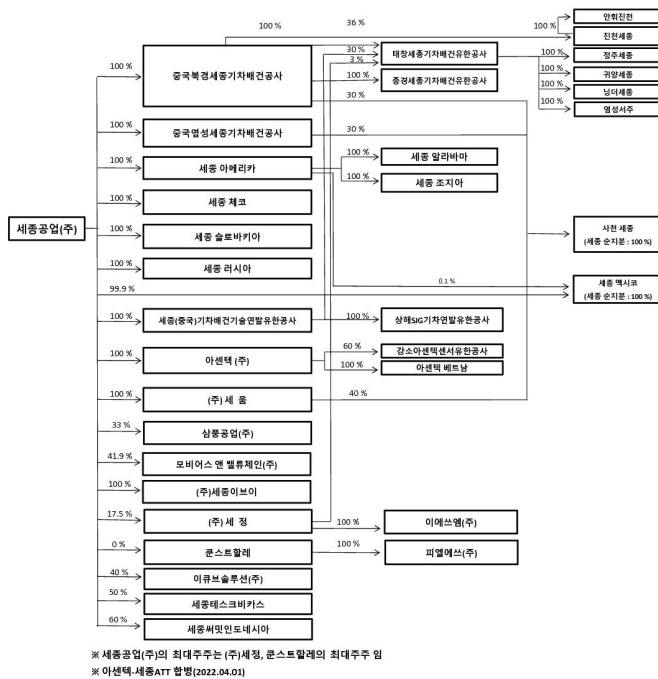 100 %
36 %
100 %
안휘진천
진천세종
30 %
3 %
태창세종기차배건유한공사
100 %
정주세종
100 %
중국북경세종기차배건공사
100 %
중경세종기차배건유한공사
100 %
귀양세종
100 %
닝더세종
30 %
100 %
염성서주
100 %
중국염성세종기차배건공사
30 %
100 %
세종 아메리카
100 %
세종 알라바마
100 %
세종 조지아
100 %
세종 체코
세종공업(주)
100 %
세종 슬로바키아
사천 세종
(세종 순지분 : 100 %)
100 %
세종 러시아
99.9 %
0.1 %
세종 멕시코
(세종 순지분 : 100 %)
100 %
세종(중국)기차배건기술연발유한공사
100 %
상해SJG기차연발유한공사
100 %
아센텍 (주)
60 %
강소아센텍센서유한공사
100 %
아센텍 베트남
100 %
(주) 세 움
40 %
33 %
삼풍공업(주)
41.9 %
모비어스 앤 밸류체인(주)
100 %
(주)세종이브이
17.5 %
(주) 세 정
100 %
이에쓰엠(주)
0 %
쿤스트할레
100 %
피엘에쓰(주)
40 %
이큐브솔루션(주)
50 %
세종테스크비카스
60 %
세종써밋인도네시아
※ 세종공업(주)의 최대주주는 (주)세정, 쿤스트할레의 최대주주 임
※ 아센텍-세종ATT 합병(2022.04.01)